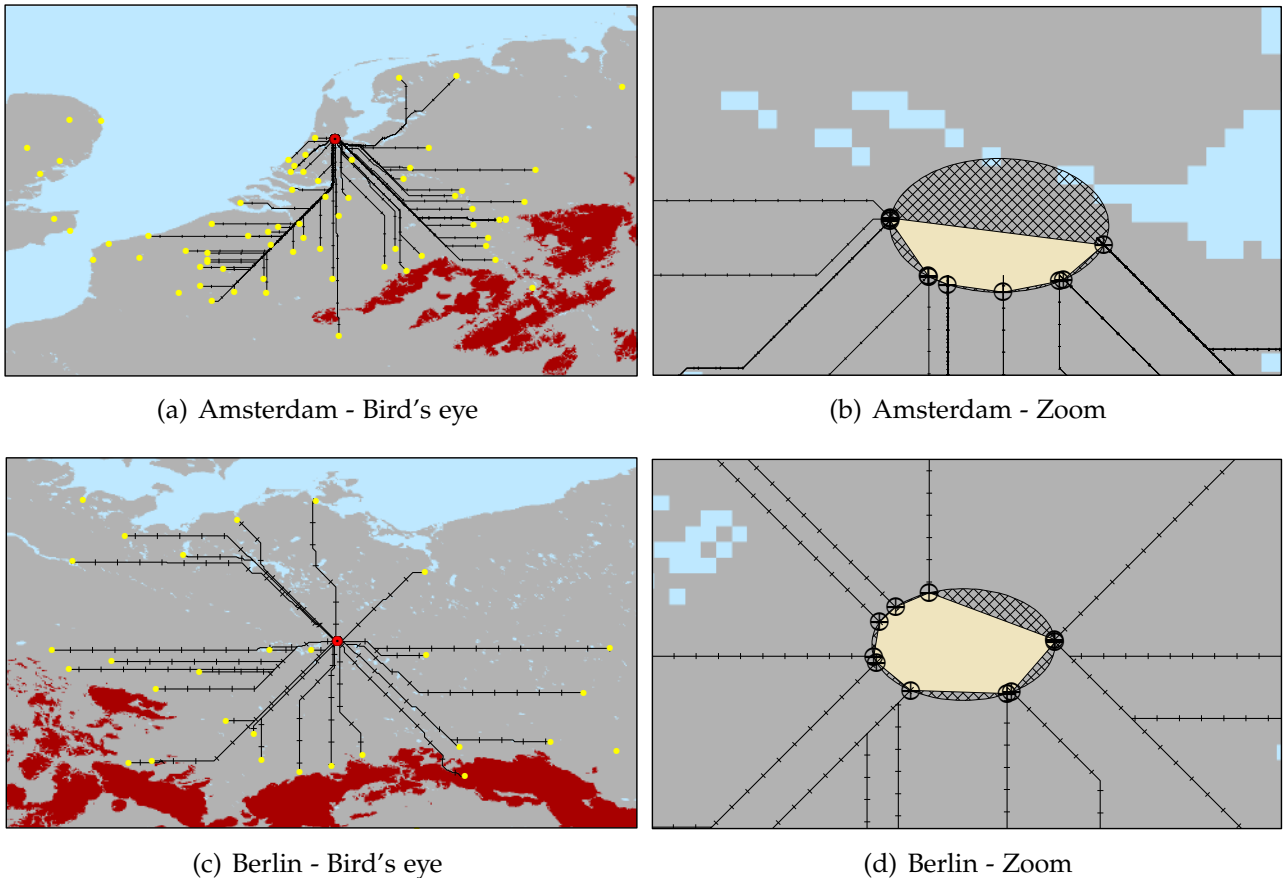 (a) Amsterdam - Bird's eye
(b) Amsterdam - Zoom
(c) Berlin - Bird's eye
(d) Berlin - Zoom